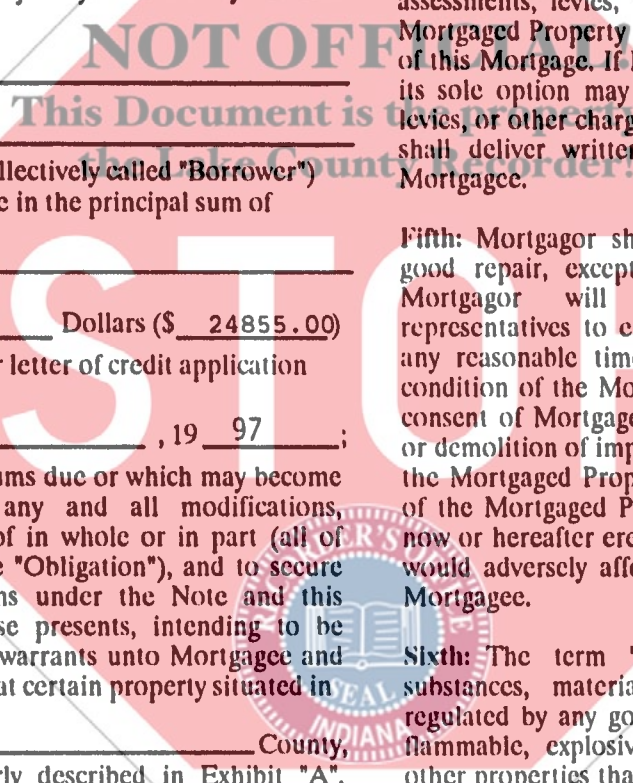 NOT OFFICIAL!
This Document is the property
the Lake County Recorder!
STOP
llectively called "Borrower")
in the principal sum of
Dollars ($ 24855.00)
letter of credit application
, 19 97 ;
ums due or which may become
any and all modifications,
of in whole or in part (all of
"Obligation"), and to secure
ns under the Note and this
se presents, intending to be
warrants unto Mortgagee and
at certain property situated in
County,
rly described in Exhibit "A".
assessments, levies,
Mortgaged Property
of this Mortgage. If
its sole option may
levies, or other charg
shall deliver written
Mortgagee.
Fifth: Mortgagor sh
good repair, except
Mortgagor will
representatives to e
any reasonable time
condition of the Mo
consent of Mortgage
or demolition of imp
the Mortgaged Prop
of the Mortgaged P
now or hereafter ere
would adversely affe
Mortgagee.
Sixth: The term "
substances, materia
regulated by any go
flammable, explosiv
other properties tha
RECORDER'S OFFICE
SEAL
INDIANA